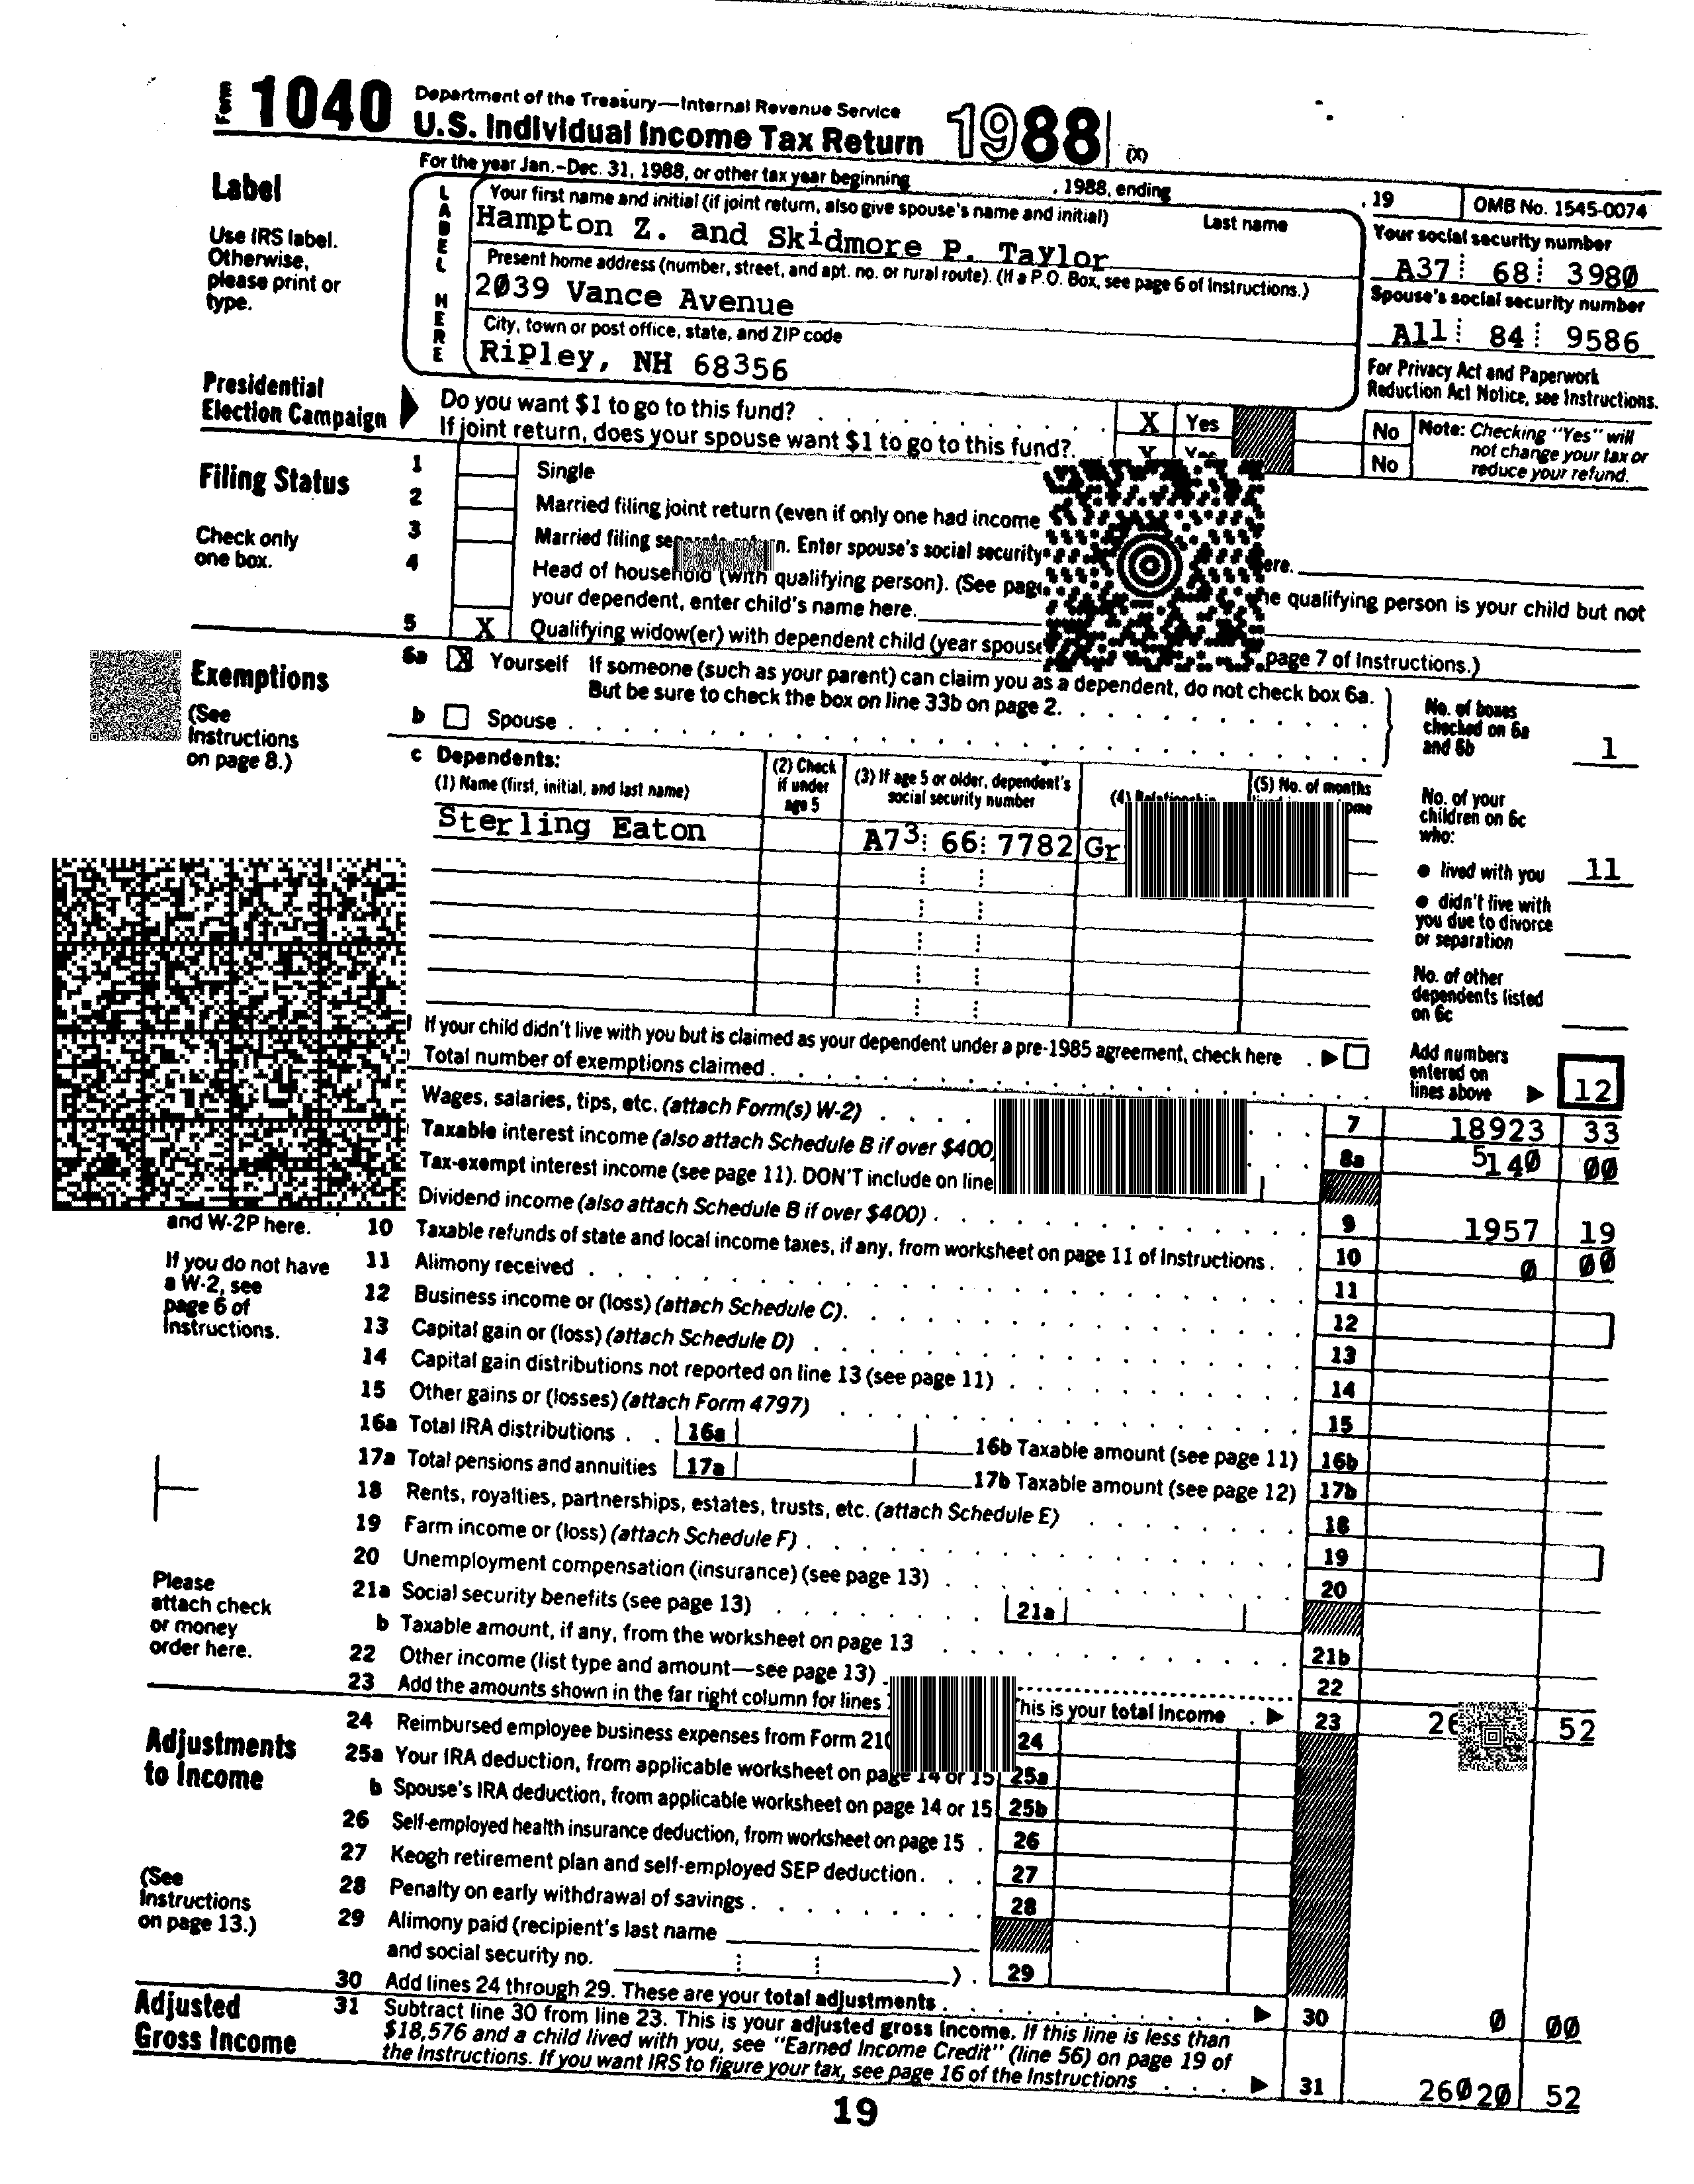 Form 1040 Department of the Treasury—Internal Revenue Service
U.S. Individual Income Tax Return 1988 (X)
For the year Jan.–Dec. 31, 1988, or other tax year beginning , 1988, ending , 19 OMB No. 1545-0074
Label
Use IRS label.
Otherwise,
please print or
type.
LABEL HERE
Your first name and initial (if joint return, also give spouse's name and initial) Last name
Hampton Z. and Skidmore P. Taylor
Present home address (number, street, and apt. no. or rural route). (If a P.O. Box, see page 6 of Instructions.)
2039 Vance Avenue
City, town or post office, state, and ZIP code
Ripley, NH 68356
Your social security number
A37 68 3980
Spouse's social security number
A11 84 9586
For Privacy Act and Paperwork
Reduction Act Notice, see Instructions.
Presidential
Election Campaign
Do you want $1 to go to this fund? X Yes No
If joint return, does your spouse want $1 to go to this fund? No
Note: Checking "Yes" will
not change your tax or
reduce your refund.
Filing Status
Check only
one box.
1 Single
2 Married filing joint return (even if only one had income
3 Married filing separate return. Enter spouse's social security
4 Head of household (with qualifying person). (See page he qualifying person is your child but not
your dependent, enter child's name here.
5 X Qualifying widow(er) with dependent child (year spouse page 7 of Instructions.)
Exemptions
(See
Instructions
on page 8.)
6a X Yourself If someone (such as your parent) can claim you as a dependent, do not check box 6a.
But be sure to check the box on line 33b on page 2.
b Spouse
No. of boxes
checked on 6a
and 6b 1
c Dependents:
(1) Name (first, initial, and last name)
(2) Check
if under
age 5
(3) If age 5 or older, dependent's
social security number
(4) Relationship
(5) No. of months
Sterling Eaton A73 66 7782 Gr
No. of your
children on 6c
who:
● lived with you 11
● didn't live with
you due to divorce
or separation
No. of other
dependents listed
on 6c
If your child didn't live with you but is claimed as your dependent under a pre-1985 agreement, check here
Total number of exemptions claimed
Add numbers
entered on
lines above 12
Wages, salaries, tips, etc. (attach Form(s) W-2) 7 18923 33
Taxable interest income (also attach Schedule B if over $400) 8a 5140 00
Tax-exempt interest income (see page 11). DON'T include on line
Dividend income (also attach Schedule B if over $400) 9 1957 19
and W-2P here.
If you do not have
a W-2, see
page 6 of
Instructions.
10 Taxable refunds of state and local income taxes, if any, from worksheet on page 11 of Instructions 10 0 00
11 Alimony received 11
12 Business income or (loss) (attach Schedule C) 12
13 Capital gain or (loss) (attach Schedule D) 13
14 Capital gain distributions not reported on line 13 (see page 11) 14
15 Other gains or (losses) (attach Form 4797) 15
16a Total IRA distributions 16a 16b Taxable amount (see page 11) 16b
17a Total pensions and annuities 17a 17b Taxable amount (see page 12) 17b
18 Rents, royalties, partnerships, estates, trusts, etc. (attach Schedule E) 18
19 Farm income or (loss) (attach Schedule F) 19
20 Unemployment compensation (insurance) (see page 13) 20
21a Social security benefits (see page 13) 21a
b Taxable amount, if any, from the worksheet on page 13 21b
22 Other income (list type and amount—see page 13) 22
23 Add the amounts shown in the far right column for lines This is your total income 23 26 52
Please
attach check
or money
order here.
Adjustments
to Income
(See
Instructions
on page 13.)
24 Reimbursed employee business expenses from Form 210 24
25a Your IRA deduction, from applicable worksheet on page 14 or 15 25a
b Spouse's IRA deduction, from applicable worksheet on page 14 or 15 25b
26 Self-employed health insurance deduction, from worksheet on page 15 26
27 Keogh retirement plan and self-employed SEP deduction 27
28 Penalty on early withdrawal of savings 28
29 Alimony paid (recipient's last name
and social security no. ) 29
30 Add lines 24 through 29. These are your total adjustments 30 0 00
Adjusted
Gross Income
31 Subtract line 30 from line 23. This is your adjusted gross income. If this line is less than
$18,576 and a child lived with you, see "Earned Income Credit" (line 56) on page 19 of
the Instructions. If you want IRS to figure your tax, see page 16 of the Instructions 31 26020 52
19